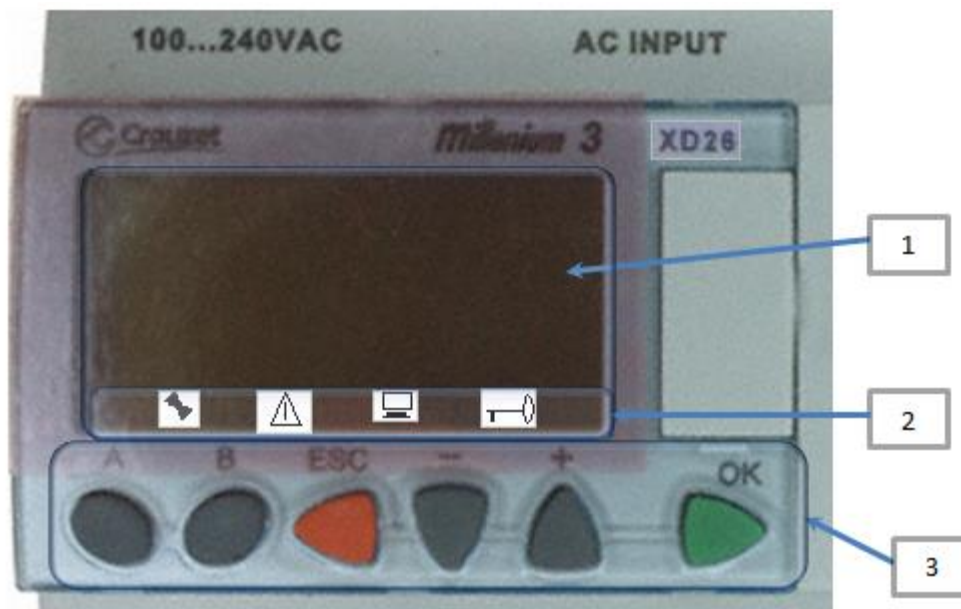 100...240VAC AC INPUT
Crouzet Millenium 3 XD26
1
2
A B ESC − + OK
3